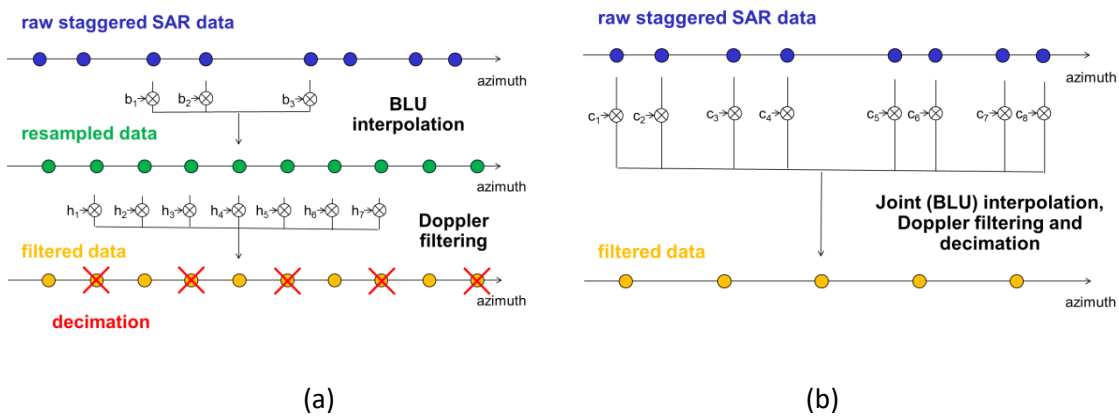 raw staggered SAR data
azimuth
b1
b2
b3
BLU
interpolation
resampled data
azimuth
h1
h2
h3
h4
h5
h6
h7
Doppler
filtering
filtered data
azimuth
decimation
(a)
raw staggered SAR data
azimuth
c1
c2
c3
c4
c5
c6
c7
c8
Joint (BLU) interpolation,
Doppler filtering and
decimation
filtered data
azimuth
(b)